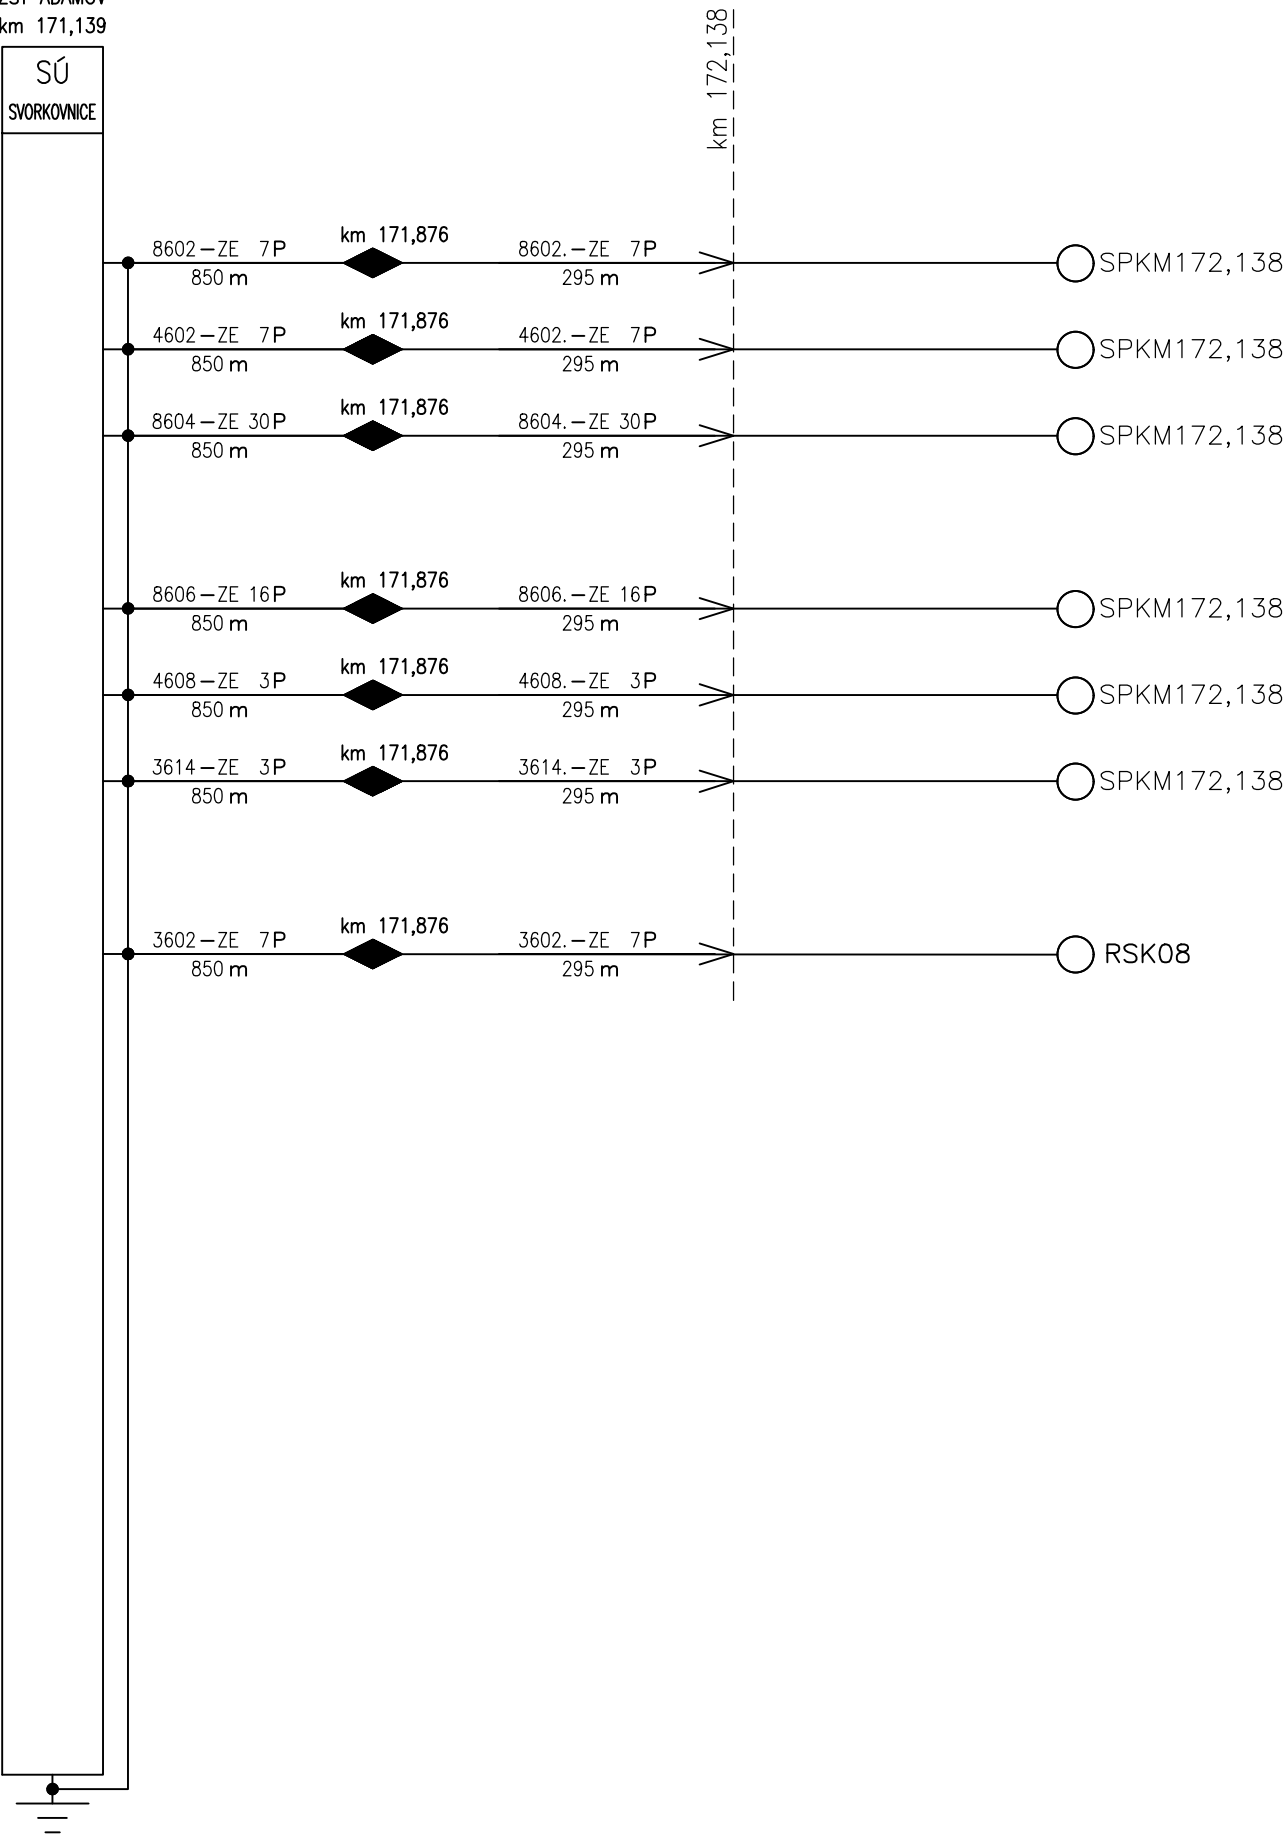 km 171,139
SÚ
SVORKOVNICE
km 172,138
8602-ZE 7P
850 m
km 171,876
8602.-ZE 7P
295 m
SPKM172,138
4602-ZE 7P
850 m
km 171,876
4602.-ZE 7P
295 m
SPKM172,138
8604-ZE 30P
850 m
km 171,876
8604.-ZE 30P
295 m
SPKM172,138
8606-ZE 16P
850 m
km 171,876
8606.-ZE 16P
295 m
SPKM172,138
4608-ZE 3P
850 m
km 171,876
4608.-ZE 3P
295 m
SPKM172,138
3614-ZE 3P
850 m
km 171,876
3614.-ZE 3P
295 m
SPKM172,138
3602-ZE 7P
850 m
km 171,876
3602.-ZE 7P
295 m
RSK08